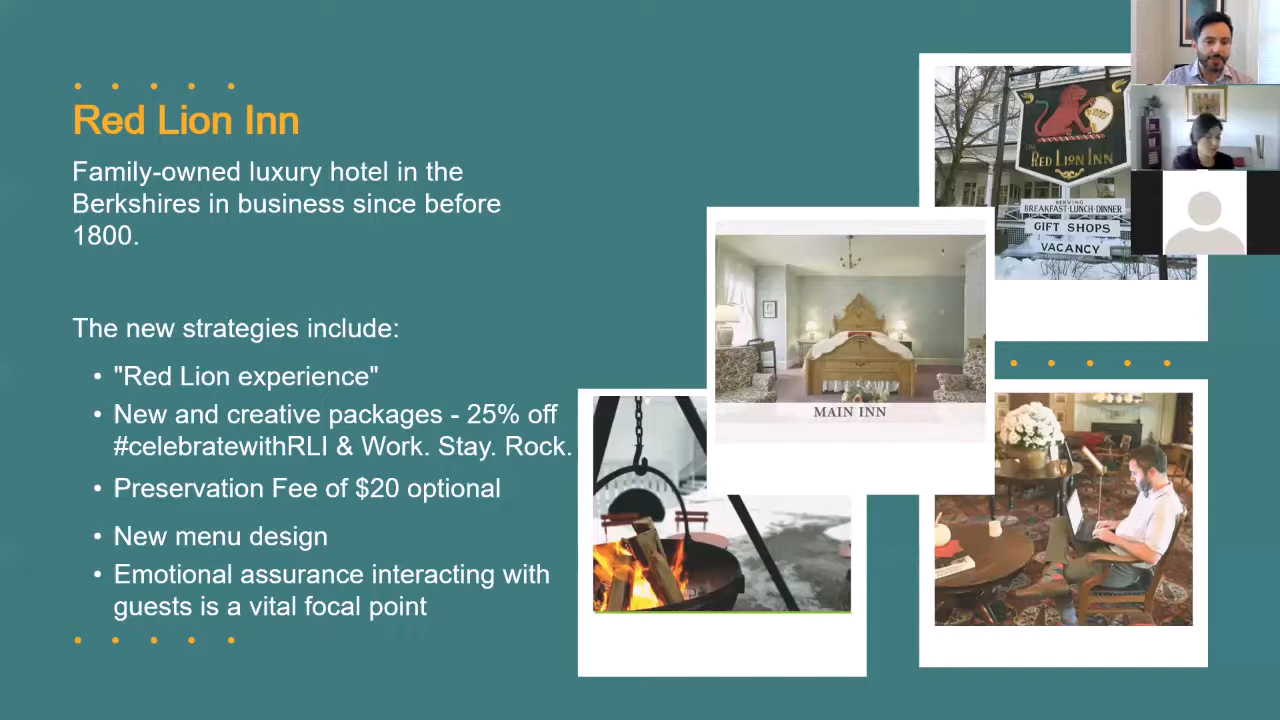 Red Lion Inn
Family-owned luxury hotel in the
Berkshires in business since before
1800.
The new strategies include:
• "Red Lion experience"
• New and creative packages - 25% off
#celebratewithRLI & Work. Stay. Rock.
• Preservation Fee of $20 optional
• New menu design
• Emotional assurance interacting with
guests is a vital focal point
THE
RED LION INN
SERVING
BREAKFAST·LUNCH·DINNER
GIFT SHOPS
VACANCY
MAIN INN